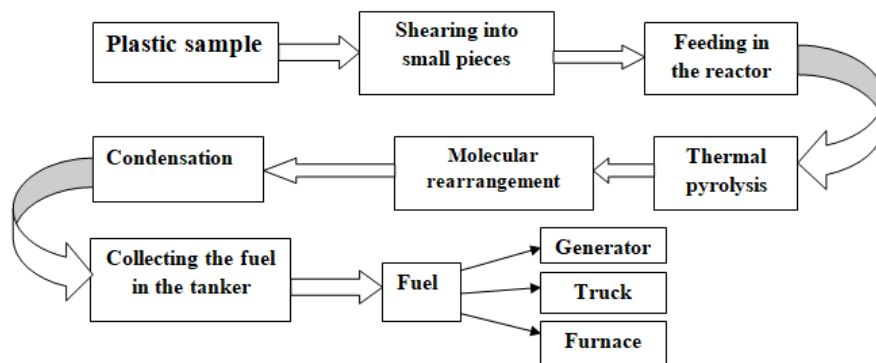 Plastic sample
Shearing into
small pieces
Feeding in
the reactor
Condensation
Molecular
rearrangement
Thermal
pyrolysis
Collecting the fuel
in the tanker
Fuel
Generator
Truck
Furnace